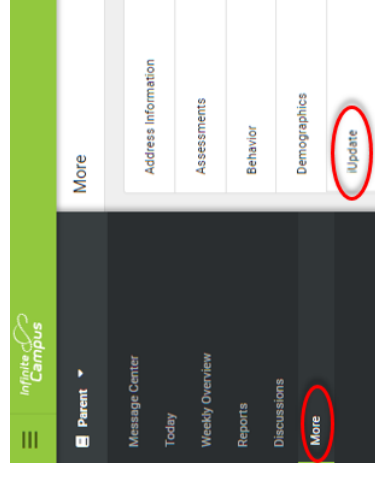 Infinite
Campus
Parent
Message Center
Today
Weekly Overview
Reports
Discussions
More
More
Address Information
Assessments
Behavior
Demographics
iUpdate